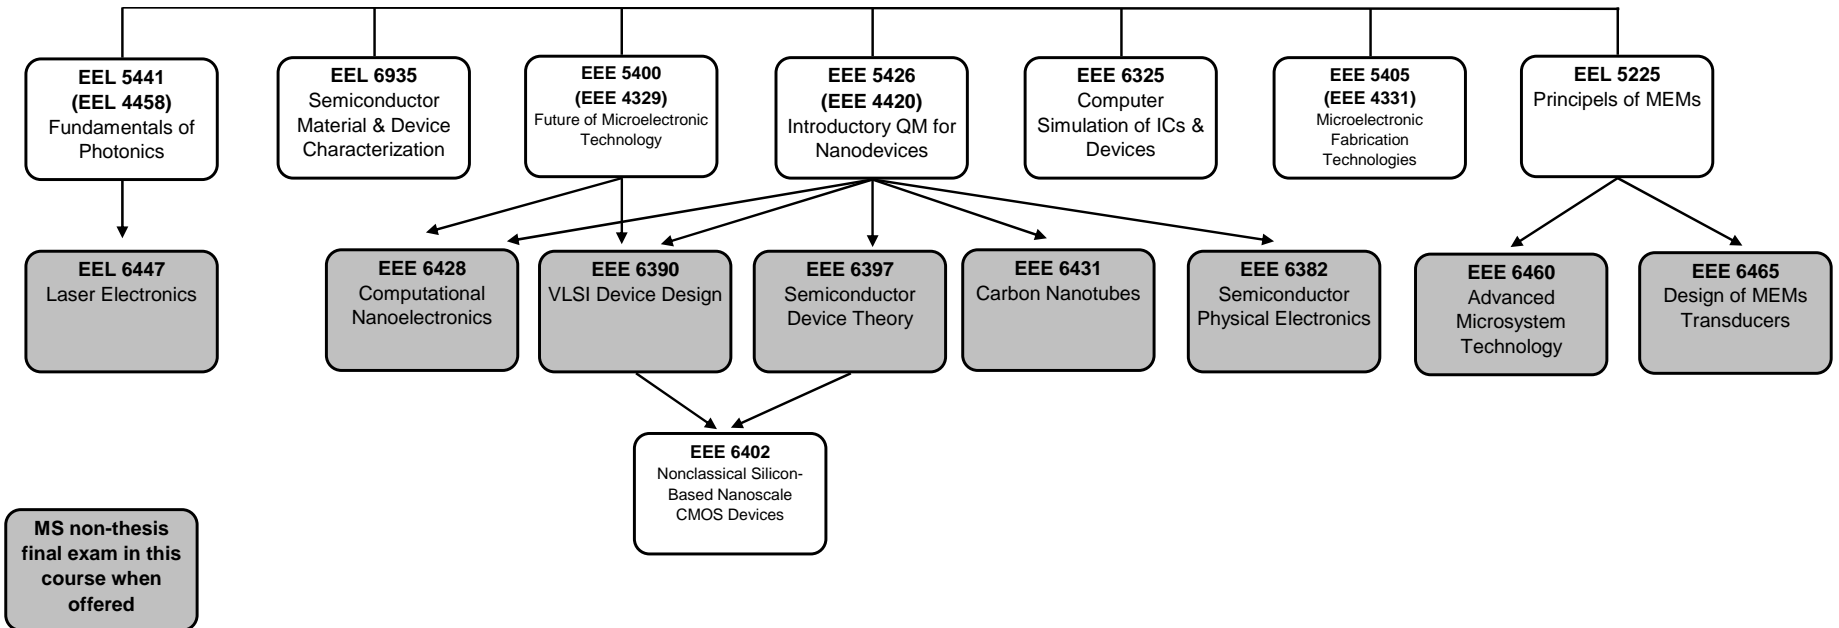 EEL 5441
(EEL 4458)
Fundamentals of
Photonics
EEL 6935
Semiconductor
Material & Device
Characterization
EEE 5400
(EEE 4329)
Future of Microelectronic
Technology
EEE 5426
(EEE 4420)
Introductory QM for
Nanodevices
EEE 6325
Computer
Simulation of ICs &
Devices
EEE 5405
(EEE 4331)
Microelectronic
Fabrication
Technologies
EEL 5225
Principels of MEMs
EEL 6447
Laser Electronics
EEE 6428
Computational
Nanoelectronics
EEE 6390
VLSI Device Design
EEE 6397
Semiconductor
Device Theory
EEE 6431
Carbon Nanotubes
EEE 6382
Semiconductor
Physical Electronics
EEE 6460
Advanced
Microsystem
Technology
EEE 6465
Design of MEMs
Transducers
EEE 6402
Nonclassical Silicon-
Based Nanoscale
CMOS Devices
MS non-thesis
final exam in this
course when
offered